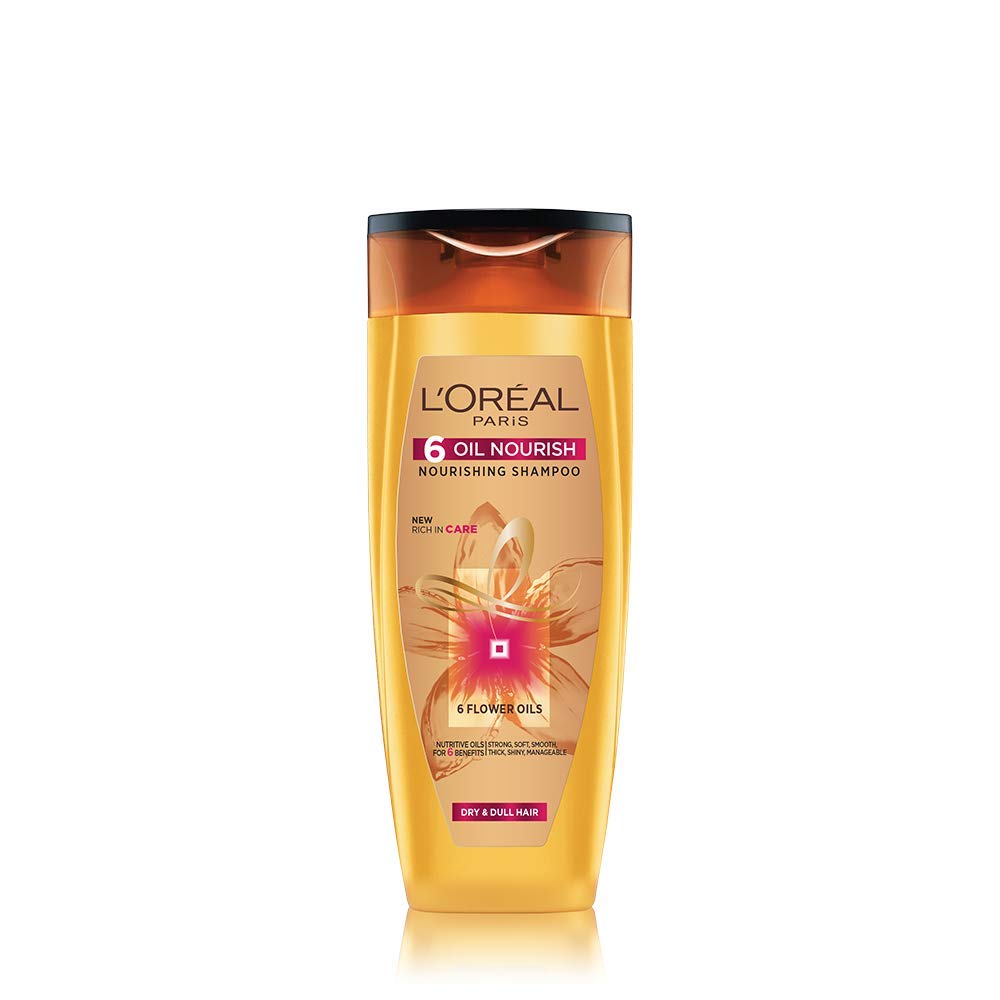 L'ORÉAL
PARiS
6 OIL NOURISH
NOURISHING SHAMPOO
NEW
RICH IN CARE
6 FLOWER OILS
NUTRITIVE OILS | STRONG, SOFT, SMOOTH,
FOR 6 BENEFITS | THICK, SHINY, MANAGEABLE
DRY & DULL HAIR